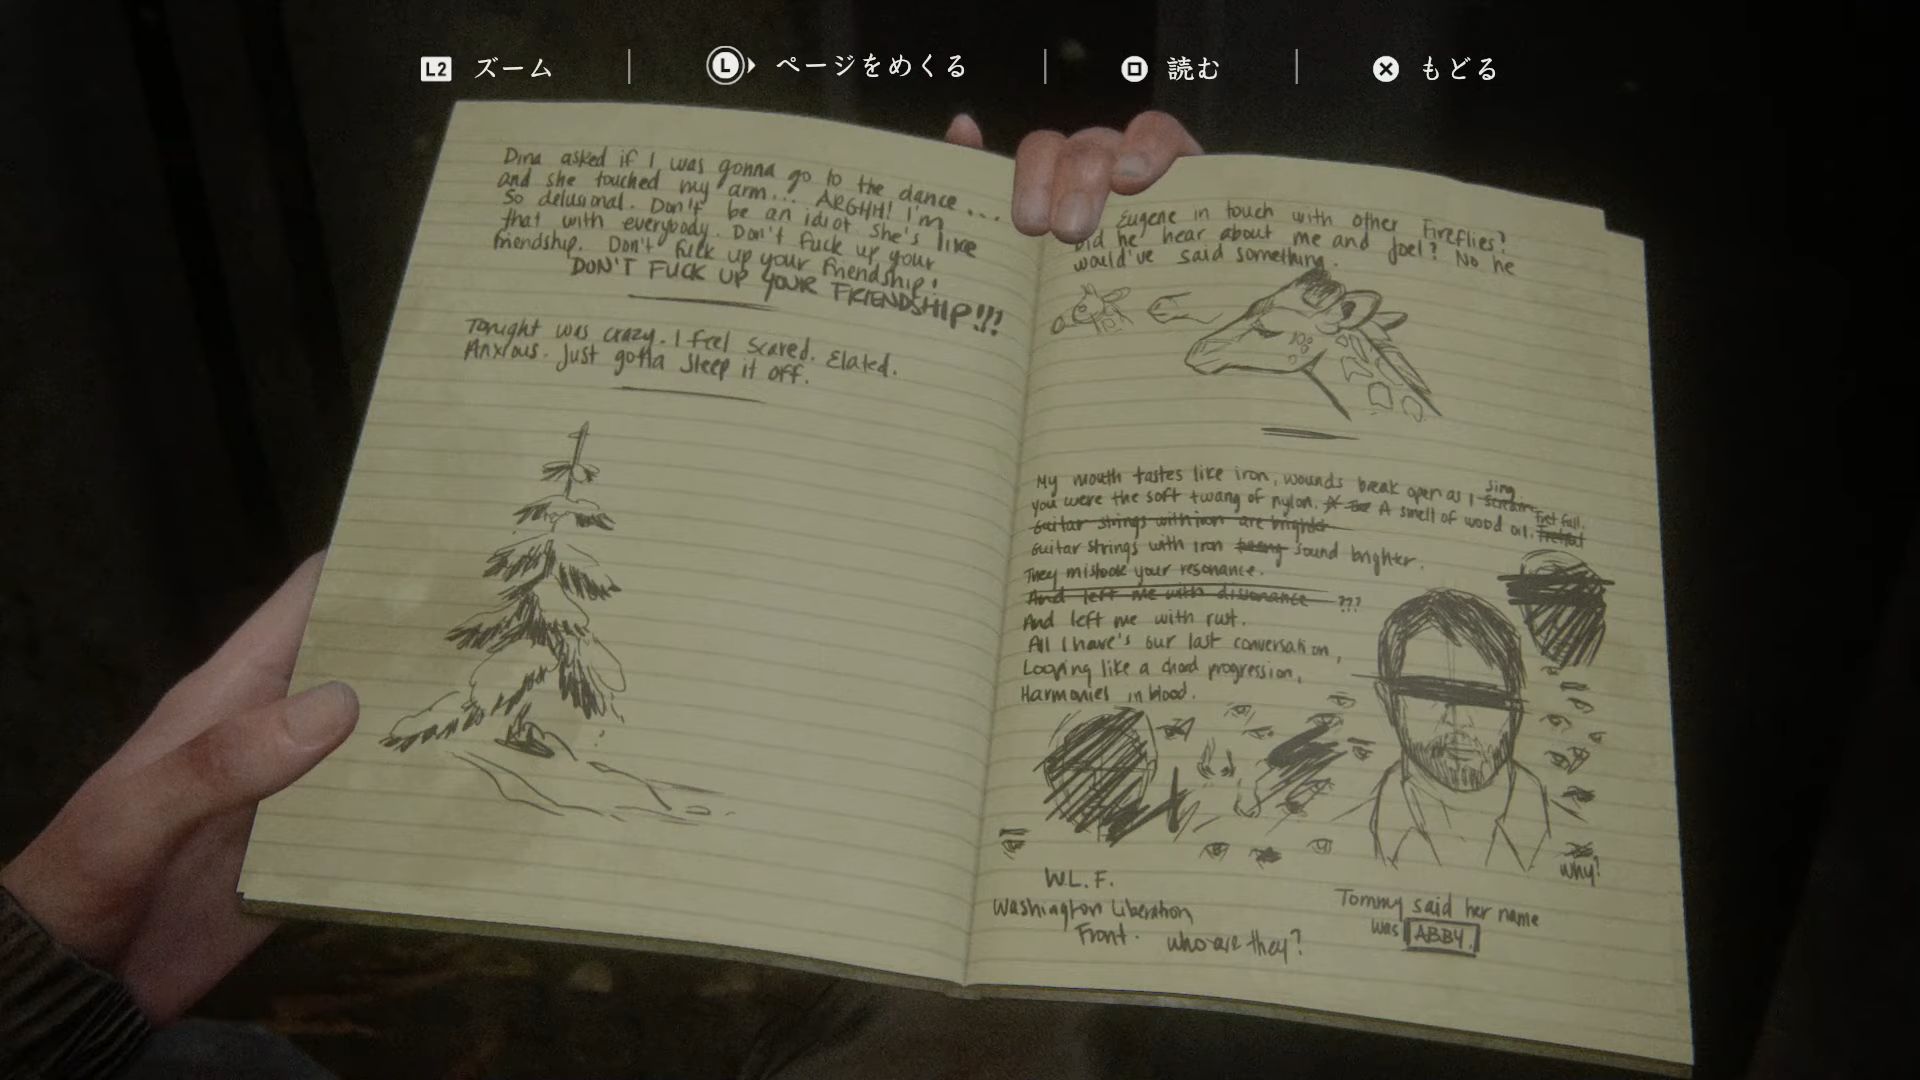 L2 ズーム
L ページをめくる
読む
もどる
Dina asked if I was gonna go to the dance...
and she touched my arm... ARGHH! I'm
so delusional. Don't be an idiot. She's like
that with everybody. Don't fuck up your
friendship. Don't fuck up your friendship!
DON'T FUCK UP YOUR FRIENDSHIP!!!
Tonight was crazy. I feel scared. Elated.
Anxious. Just gotta sleep it off.
Eugene in touch with other Fireflies?
Did he hear about me and Joel? No he
would've said something.
My mouth tastes like iron, wounds break open as I scream sing
You were the soft twang of nylon. A smell of wood oil. Fret fall.
Guitar strings with iron are brighter
Guitar strings with iron sound brighter.
They mistook your resonance.
And left me with dissonance ???
And left me with rust.
All I have's our last conversation,
Looping like a chord progression,
Harmonies in blood.
Why?
W.L.F.
Washington Liberation
Front. who are they?
Tommy said her name
was ABBY.